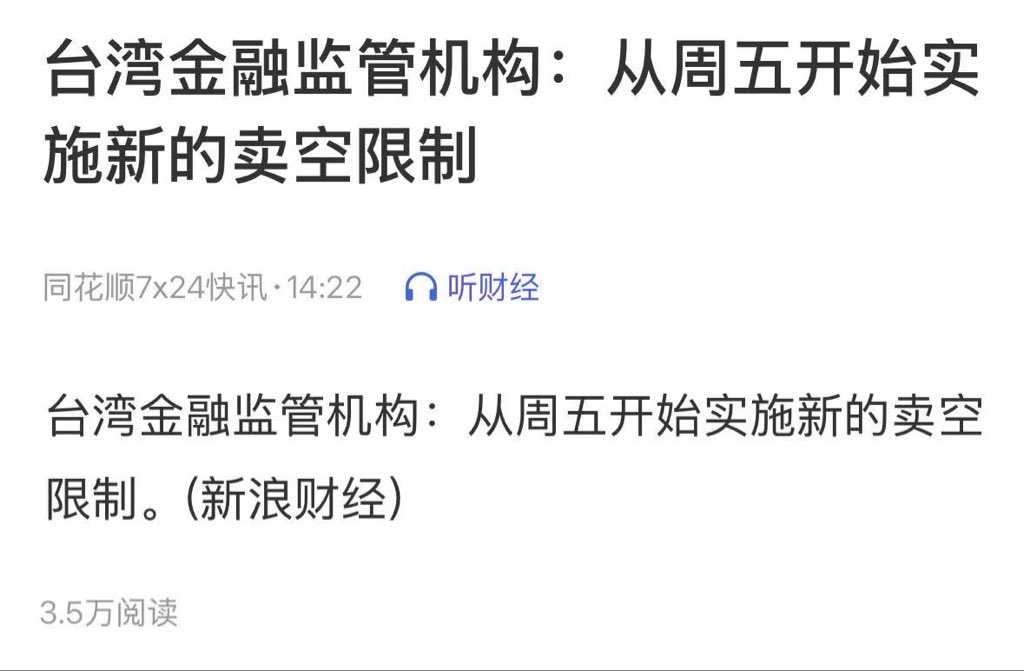 台湾金融监管机构：从周五开始实
施新的卖空限制
同花顺7x24快讯·14:22 听财经
台湾金融监管机构：从周五开始实施新的卖空
限制。(新浪财经)
3.5万阅读